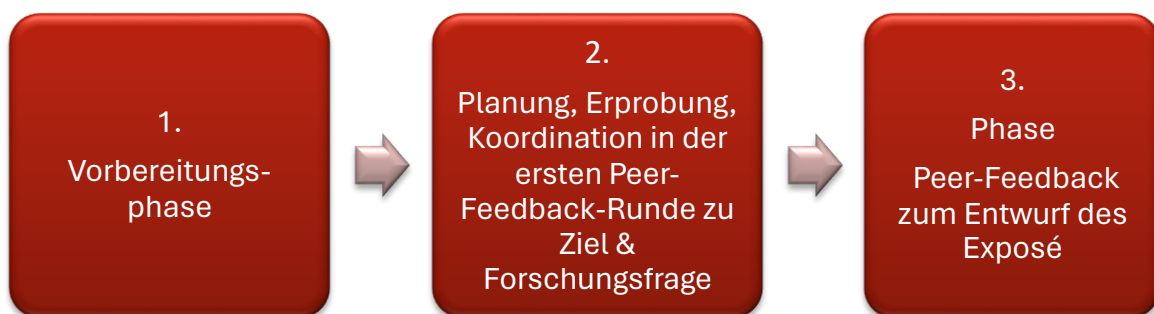 1.
Vorbereitungs-
phase
2.
Planung, Erprobung,
Koordination in der
ersten Peer-
Feedback-Runde zu
Ziel &
Forschungsfrage
3.
Phase
Peer-Feedback
zum Entwurf des
Exposé